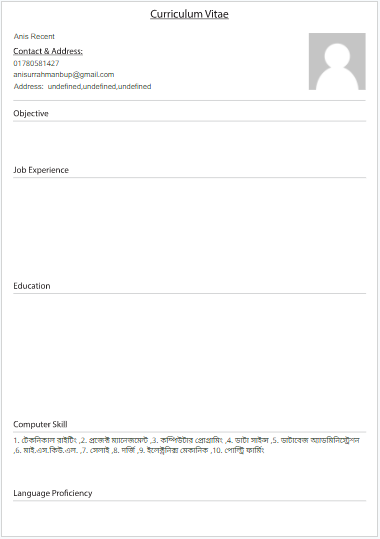 Curriculum Vitae
Anis Recent
Contact & Address:
01780581427
anisurrahmanbup@gmail.com
Address: undefined,undefined,undefined
Objective
Job Experience
Education
Computer Skill
1. টেকনিকাল রাইটিং ,2. প্রজেক্ট ম্যানেজমেন্ট ,3. কম্পিউটার প্রোগ্রামিং ,4. ডাটা সাইন্স ,5. ডাটাবেজ অ্যাডমিনিস্ট্রেশন
,6. মাই.এস.কিউ.এল. ,7. সেলাই ,8. দর্জি ,9. ইলেক্ট্রনিক্স মেকানিক ,10. পোল্ট্রি ফার্মিং
Language Proficiency